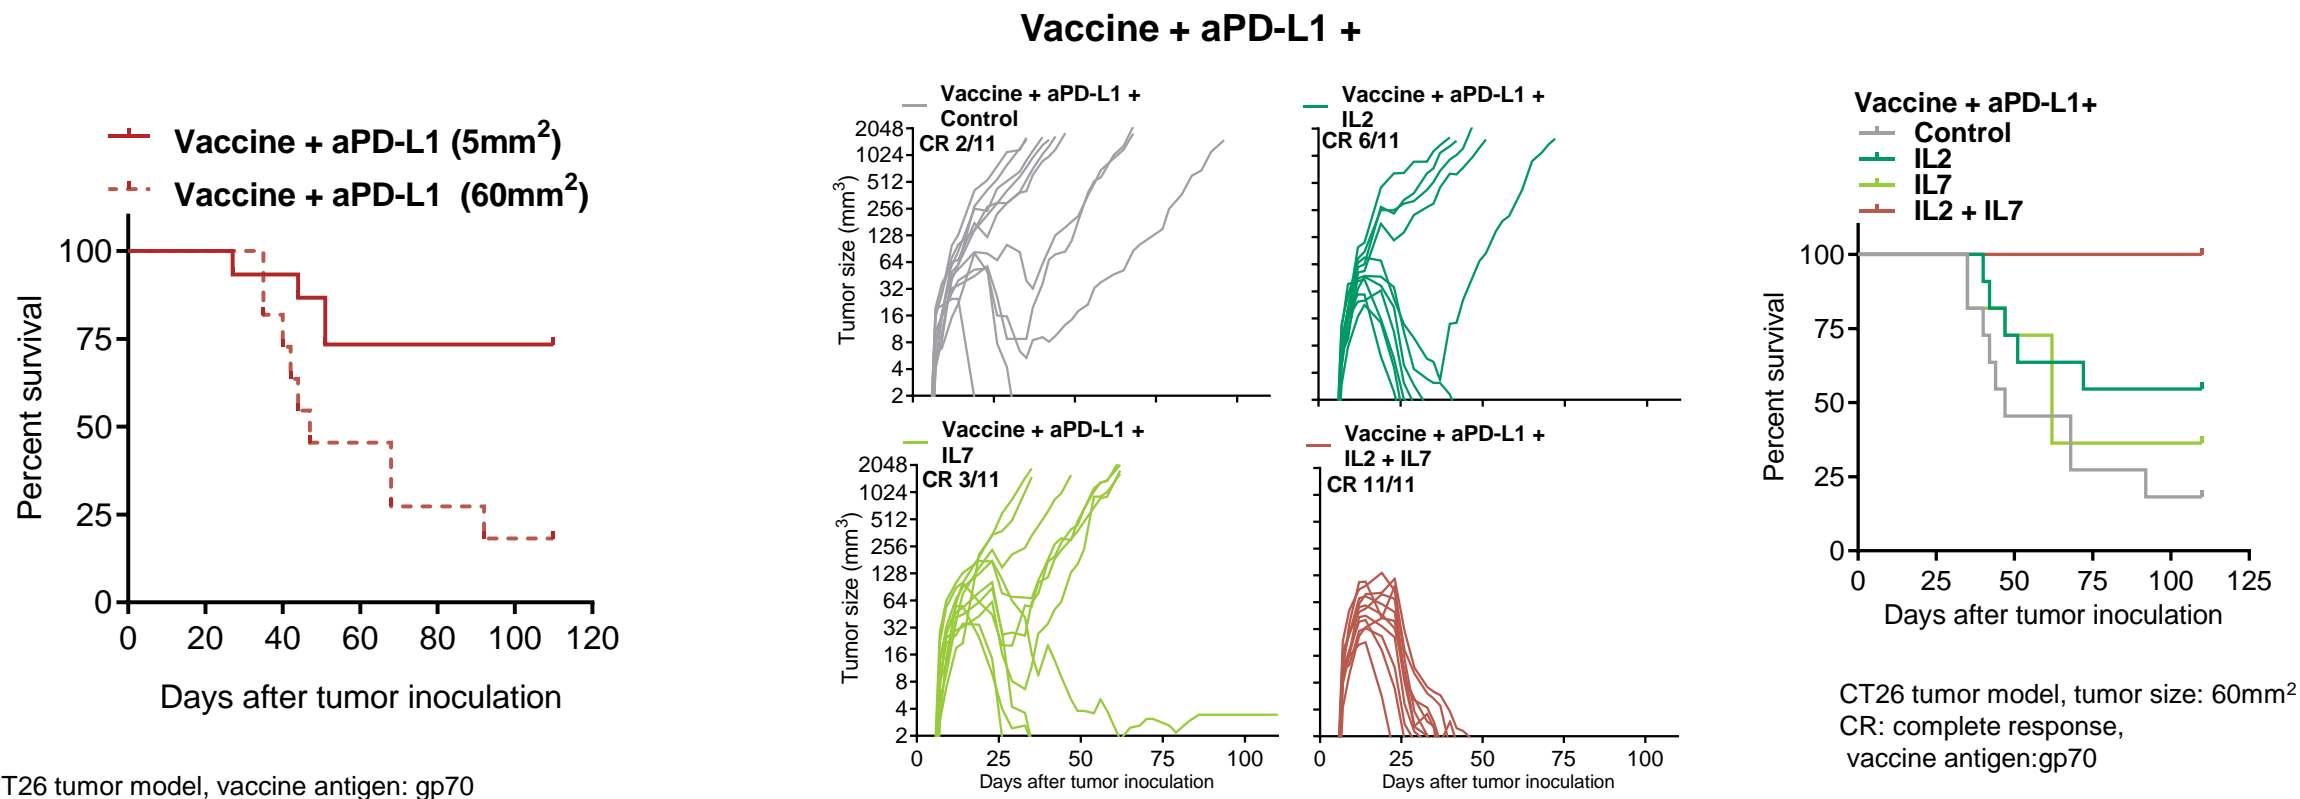 Vaccine + aPD-L1 +
Vaccine + aPD-L1 (5mm²)
Vaccine + aPD-L1 (60mm²)
100
75
50
25
0
Percent survival
0 20 40 60 80 100 120
Days after tumor inoculation
T26 tumor model, vaccine antigen: gp70
Vaccine + aPD-L1 +
Control
CR 2/11
2048
1024
512
256
128
64
32
16
8
4
2
Tumor size (mm³)
Vaccine + aPD-L1 +
IL2
CR 6/11
Vaccine + aPD-L1 +
IL7
CR 3/11
2048
1024
512
256
128
64
32
16
8
4
2
Tumor size (mm³)
0 25 50 75 100
Days after tumor inoculation
Vaccine + aPD-L1 +
IL2 + IL7
CR 11/11
0 25 50 75 100
Days after tumor inoculation
Vaccine + aPD-L1+
Control
IL2
IL7
IL2 + IL7
100
75
50
25
0
Percent survival
0 25 50 75 100 125
Days after tumor inoculation
CT26 tumor model, tumor size: 60mm²
CR: complete response,
vaccine antigen:gp70